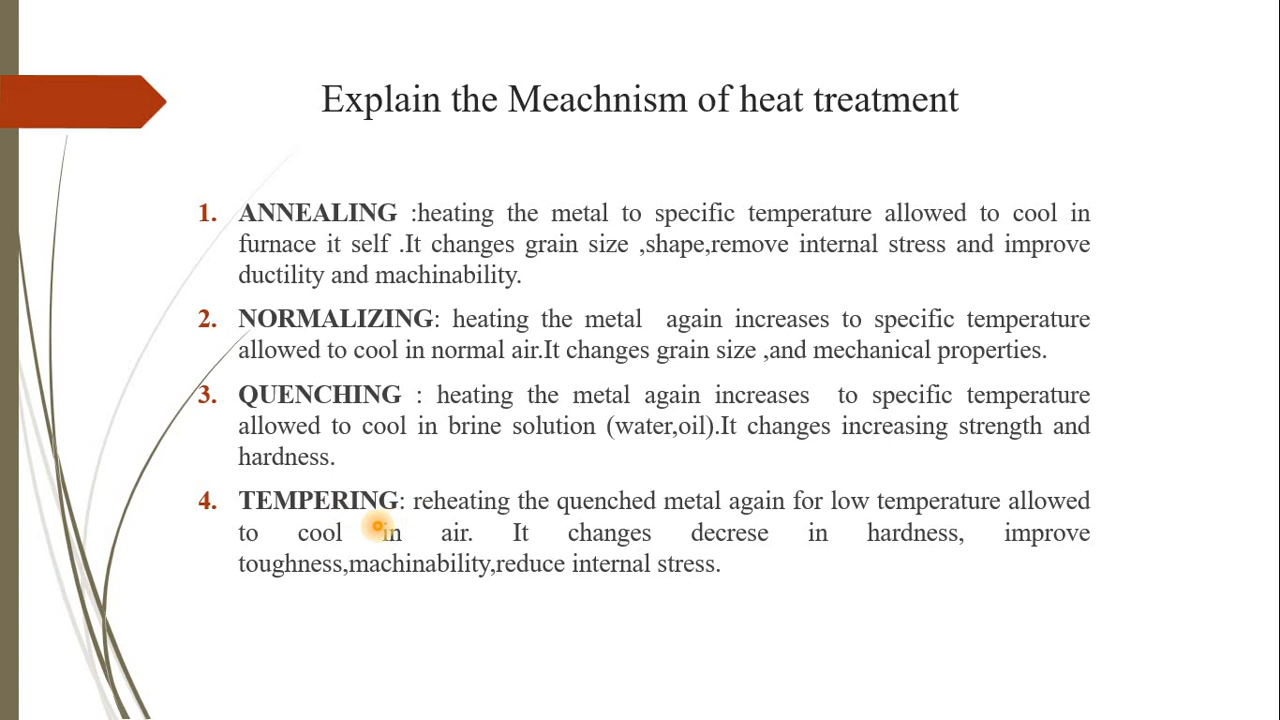 Explain the Meachnism of heat treatment
1. ANNEALING :heating the metal to specific temperature allowed to cool in
furnace it self .It changes grain size ,shape,remove internal stress and improve
ductility and machinability.
2. NORMALIZING: heating the metal again increases to specific temperature
allowed to cool in normal air.It changes grain size ,and mechanical properties.
3. QUENCHING : heating the metal again increases to specific temperature
allowed to cool in brine solution (water,oil).It changes increasing strength and
hardness.
4. TEMPERING: reheating the quenched metal again for low temperature allowed
to cool in air. It changes decrese in hardness, improve
toughness,machinability,reduce internal stress.